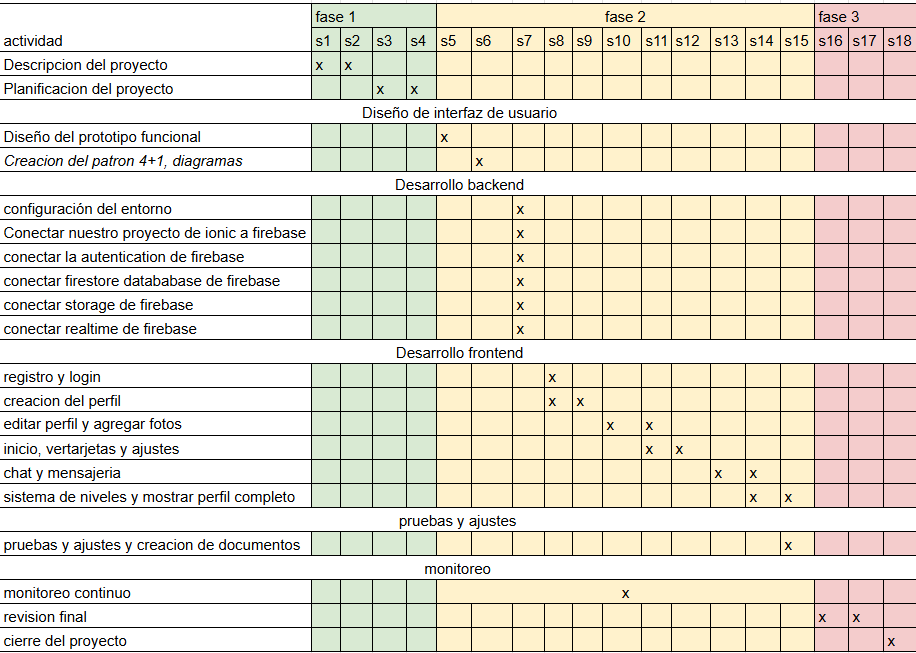 fase 1 fase 2 fase 3
actividad s1 s2 s3 s4 s5 s6 s7 s8 s9 s10 s11 s12 s13 s14 s15 s16 s17 s18
Descripcion del proyecto x x
Planificacion del proyecto x x
Diseño de interfaz de usuario
Diseño del prototipo funcional x
Creacion del patron 4+1, diagramas x
Desarrollo backend
configuración del entorno x
Conectar nuestro proyecto de ionic a firebase x
conectar la autentication de firebase x
conectar firestore datababase de firebase x
conectar storage de firebase x
conectar realtime de firebase x
Desarrollo frontend
registro y login x
creacion del perfil x x
editar perfil y agregar fotos x x
inicio, vertarjetas y ajustes x x
chat y mensajeria x x
sistema de niveles y mostrar perfil completo x x
pruebas y ajustes
pruebas y ajustes y creacion de documentos x
monitoreo
monitoreo continuo x
revision final x x
cierre del proyecto x